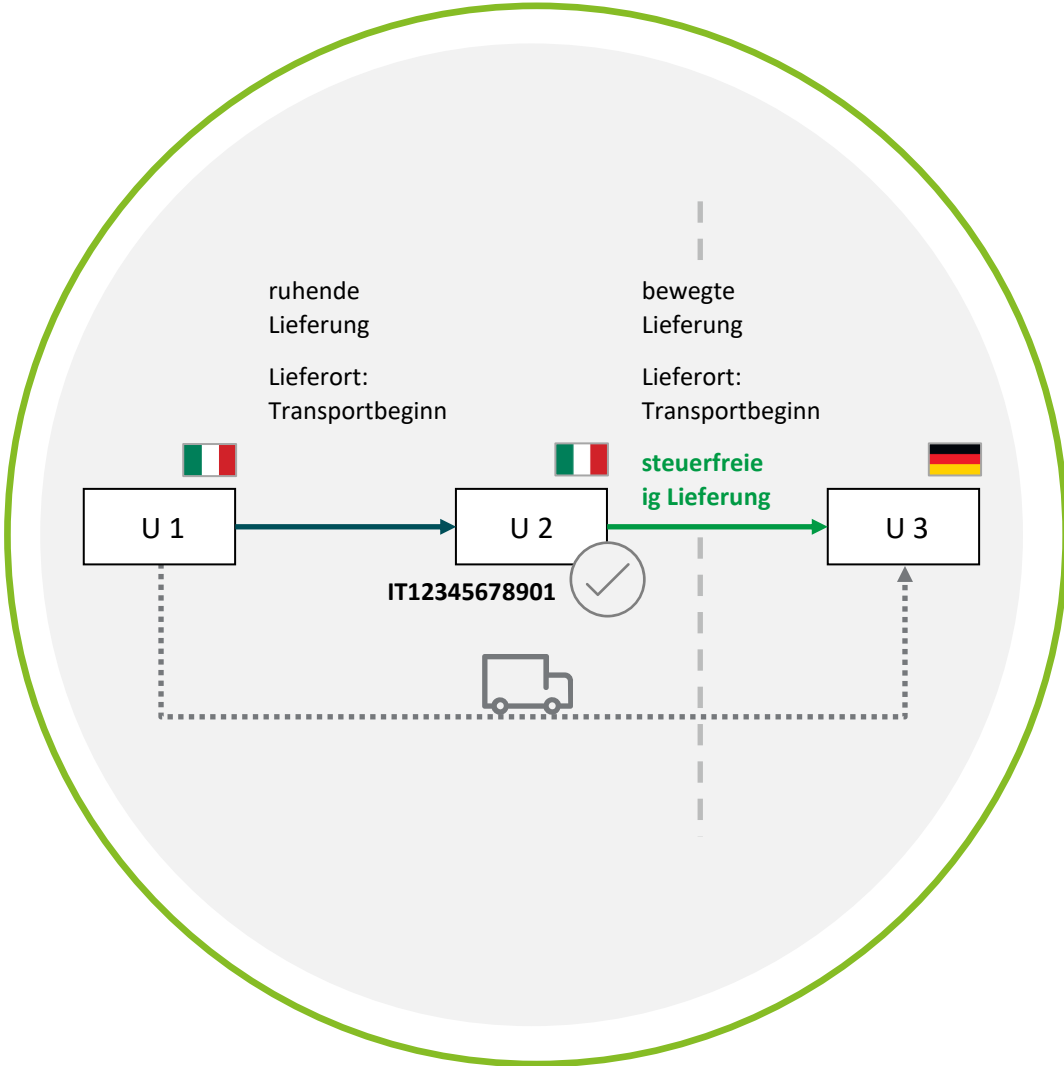 ruhende
Lieferung
Lieferort:
Transportbeginn
bewegte
Lieferung
Lieferort:
Transportbeginn
steuerfreie
ig Lieferung
U 1
U 2
U 3
IT12345678901